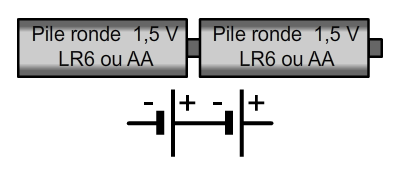 Pile ronde 1,5 V
LR6 ou AA
Pile ronde 1,5 V
LR6 ou AA
- + - +